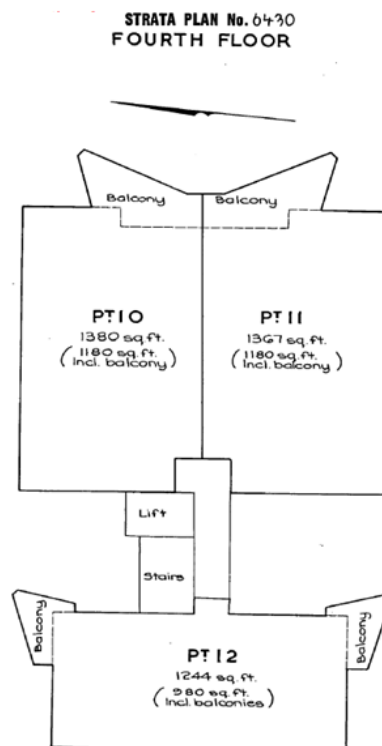 STRATA PLAN No. 6430
FOURTH FLOOR
Balcony
Balcony
PT 10
1380 sq.ft.
(1180 sq.ft.
Incl. balcony)
PT 11
1367 sq.ft.
(1180 sq.ft.
Incl. balcony)
Lift
Stairs
Balcony
Balcony
PT 12
1244 sq.ft.
(980 sq.ft.
Incl. balconies)